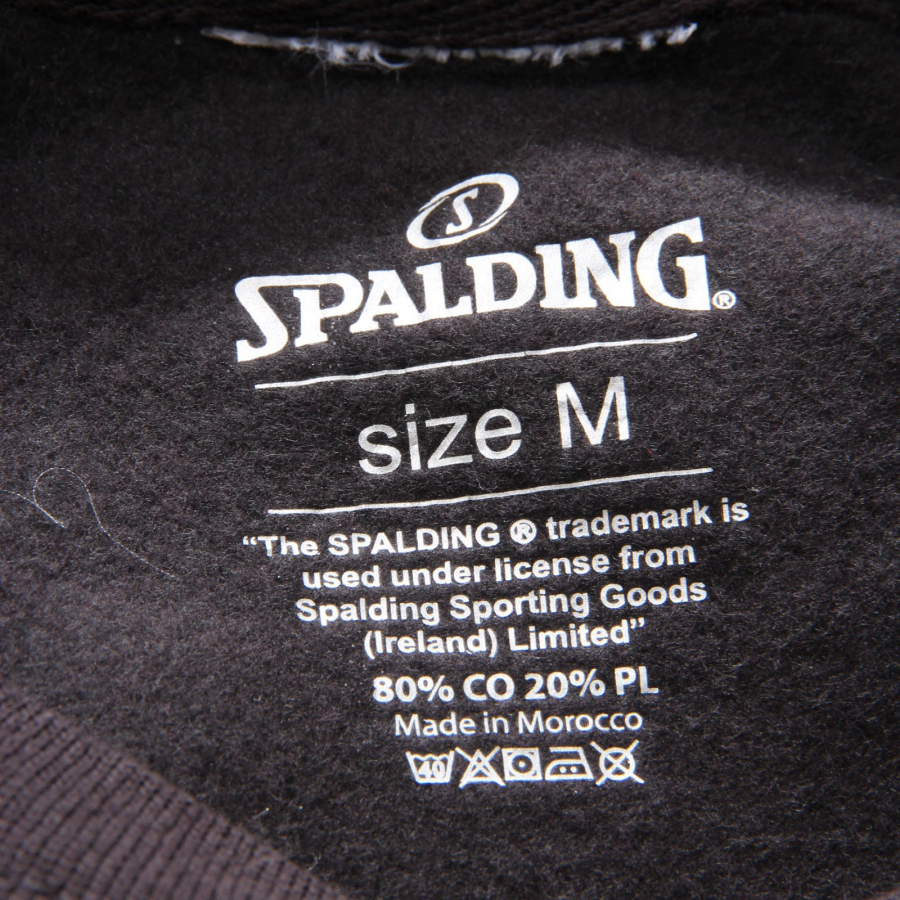 S
SPALDING®
size M
“The SPALDING ® trademark is
used under license from
Spalding Sporting Goods
(Ireland) Limited”
80% CO 20% PL
Made in Morocco
40